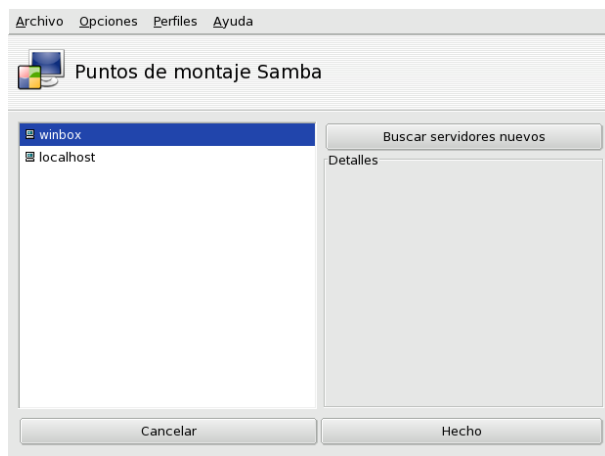 Archivo Opciones Perfiles Ayuda
Puntos de montaje Samba
winbox
localhost
Buscar servidores nuevos
Detalles
Cancelar
Hecho